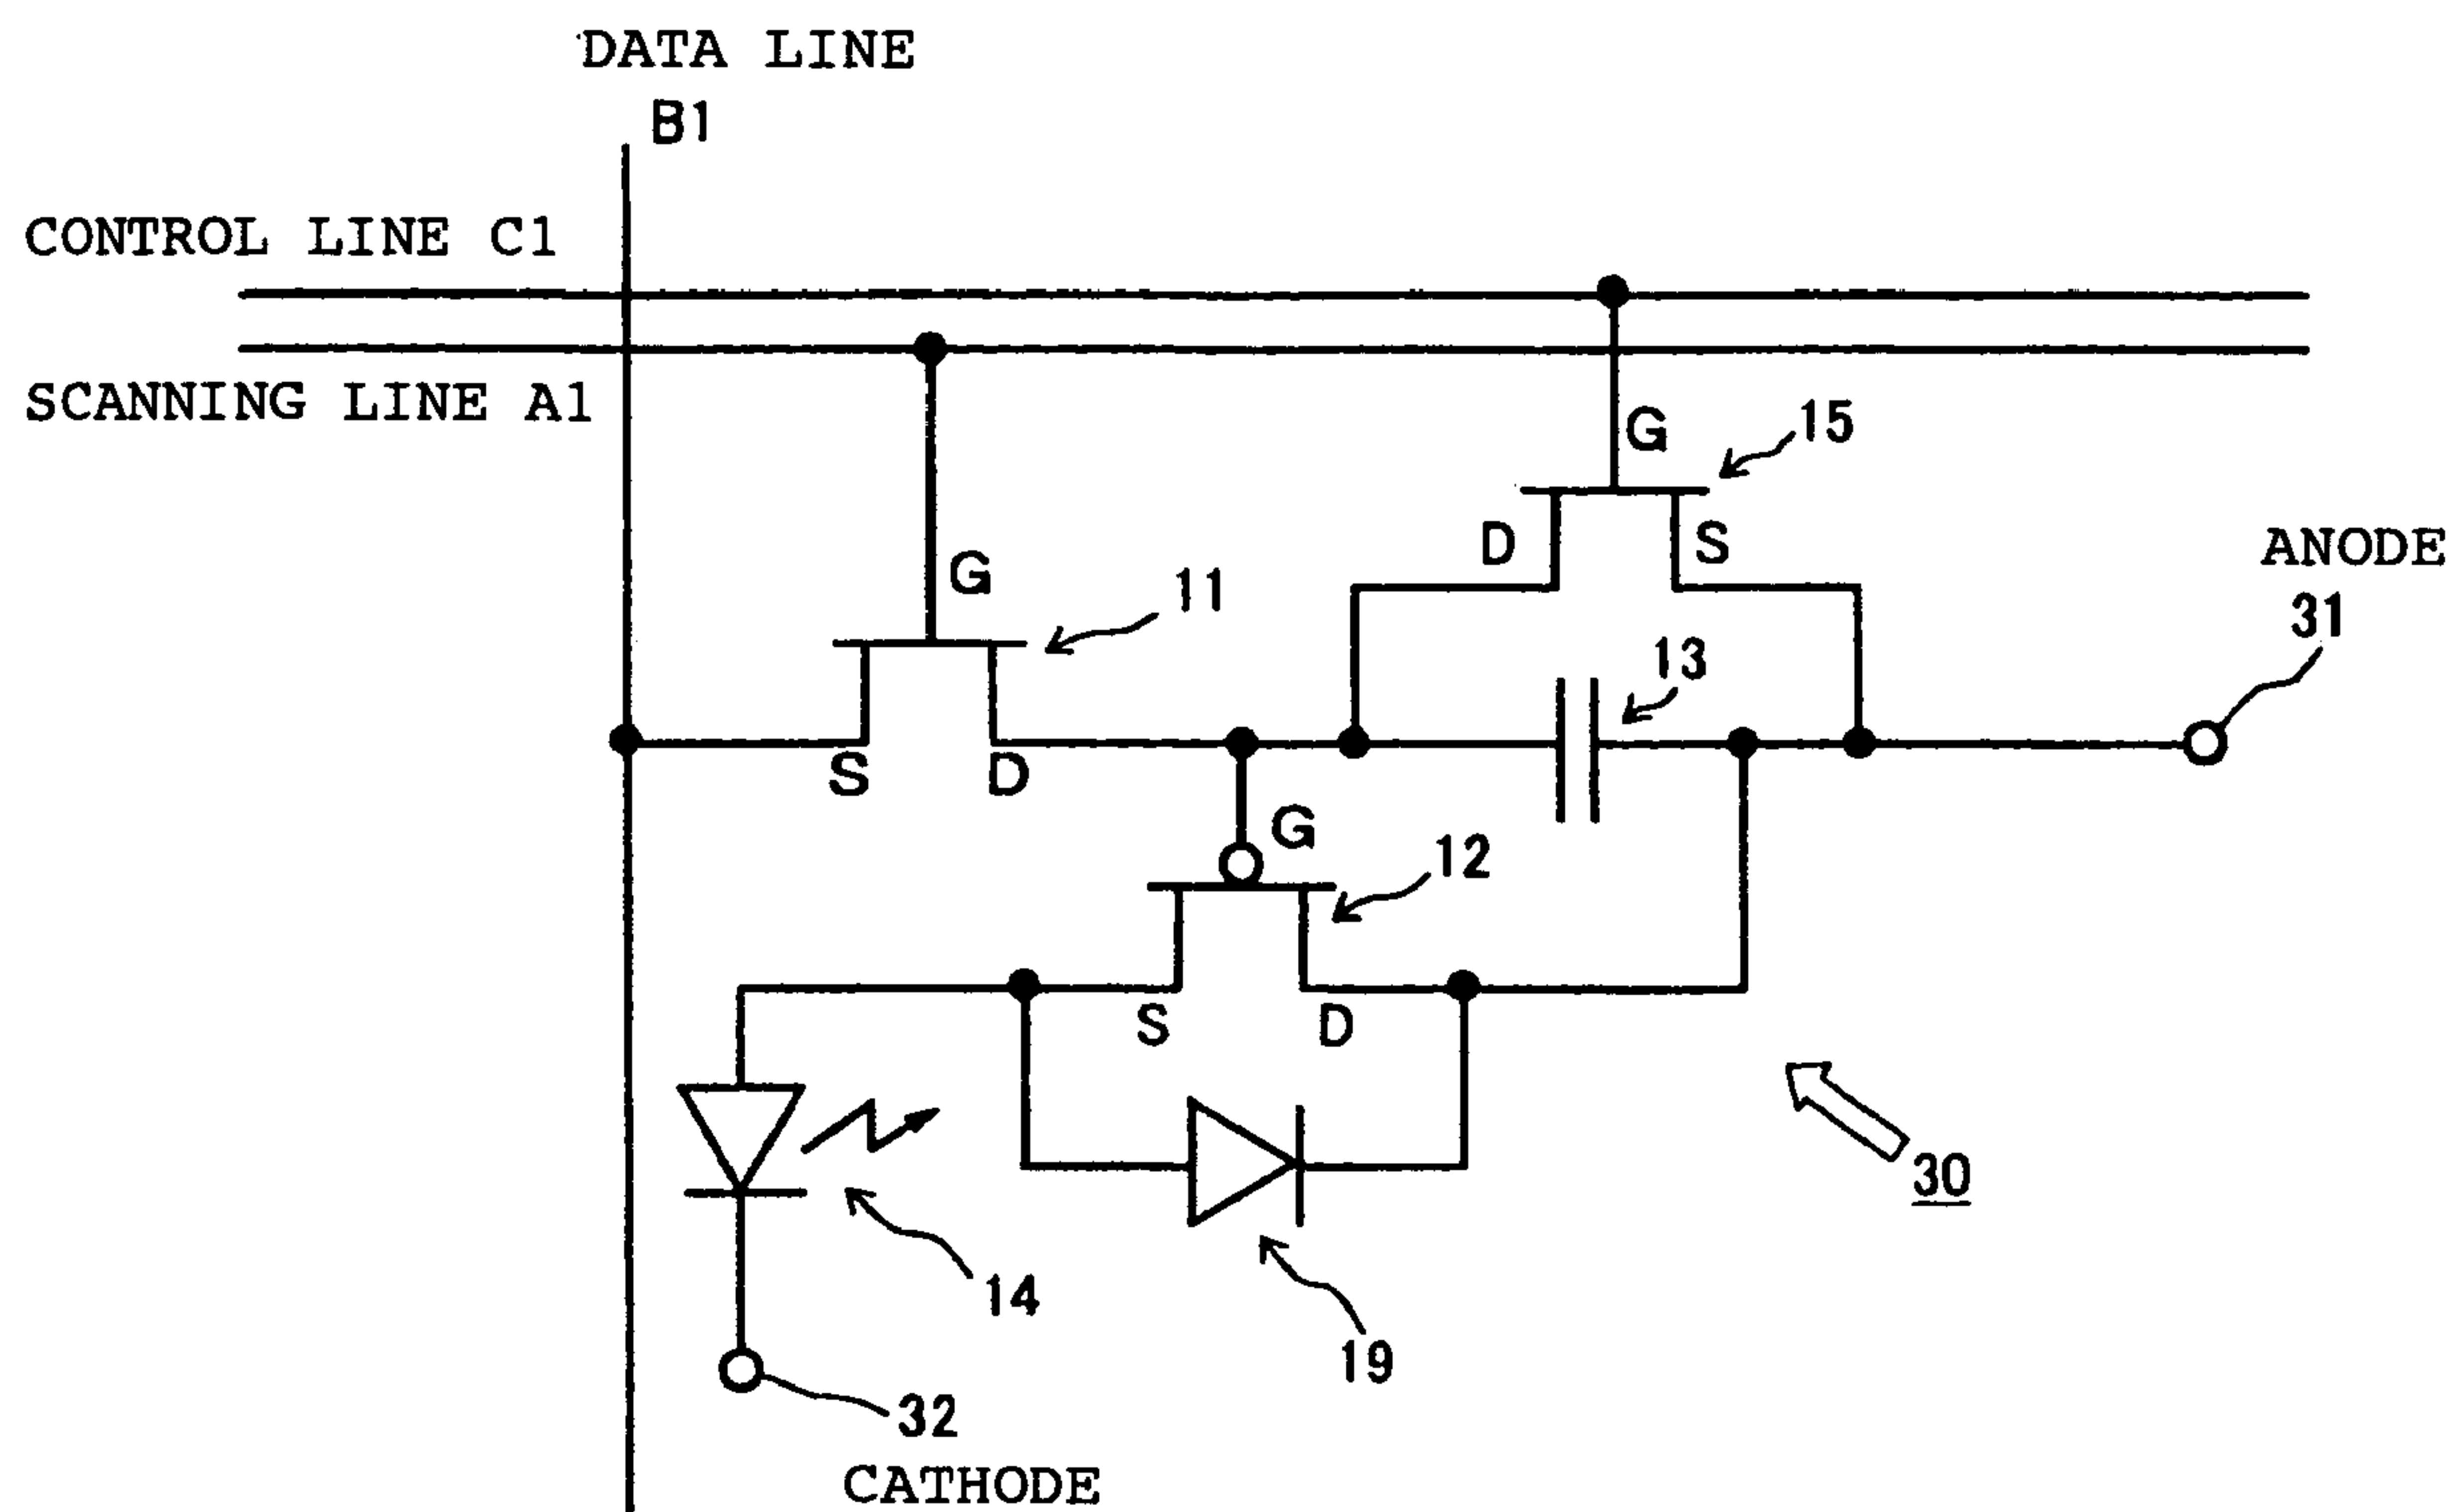 DATA LINE
B1
CONTROL LINE C1
SCANNING LINE A1
G
15
D
S
ANODE
31
G
11
13
S
D
G
12
S
D
30
14
19
32
CATHODE